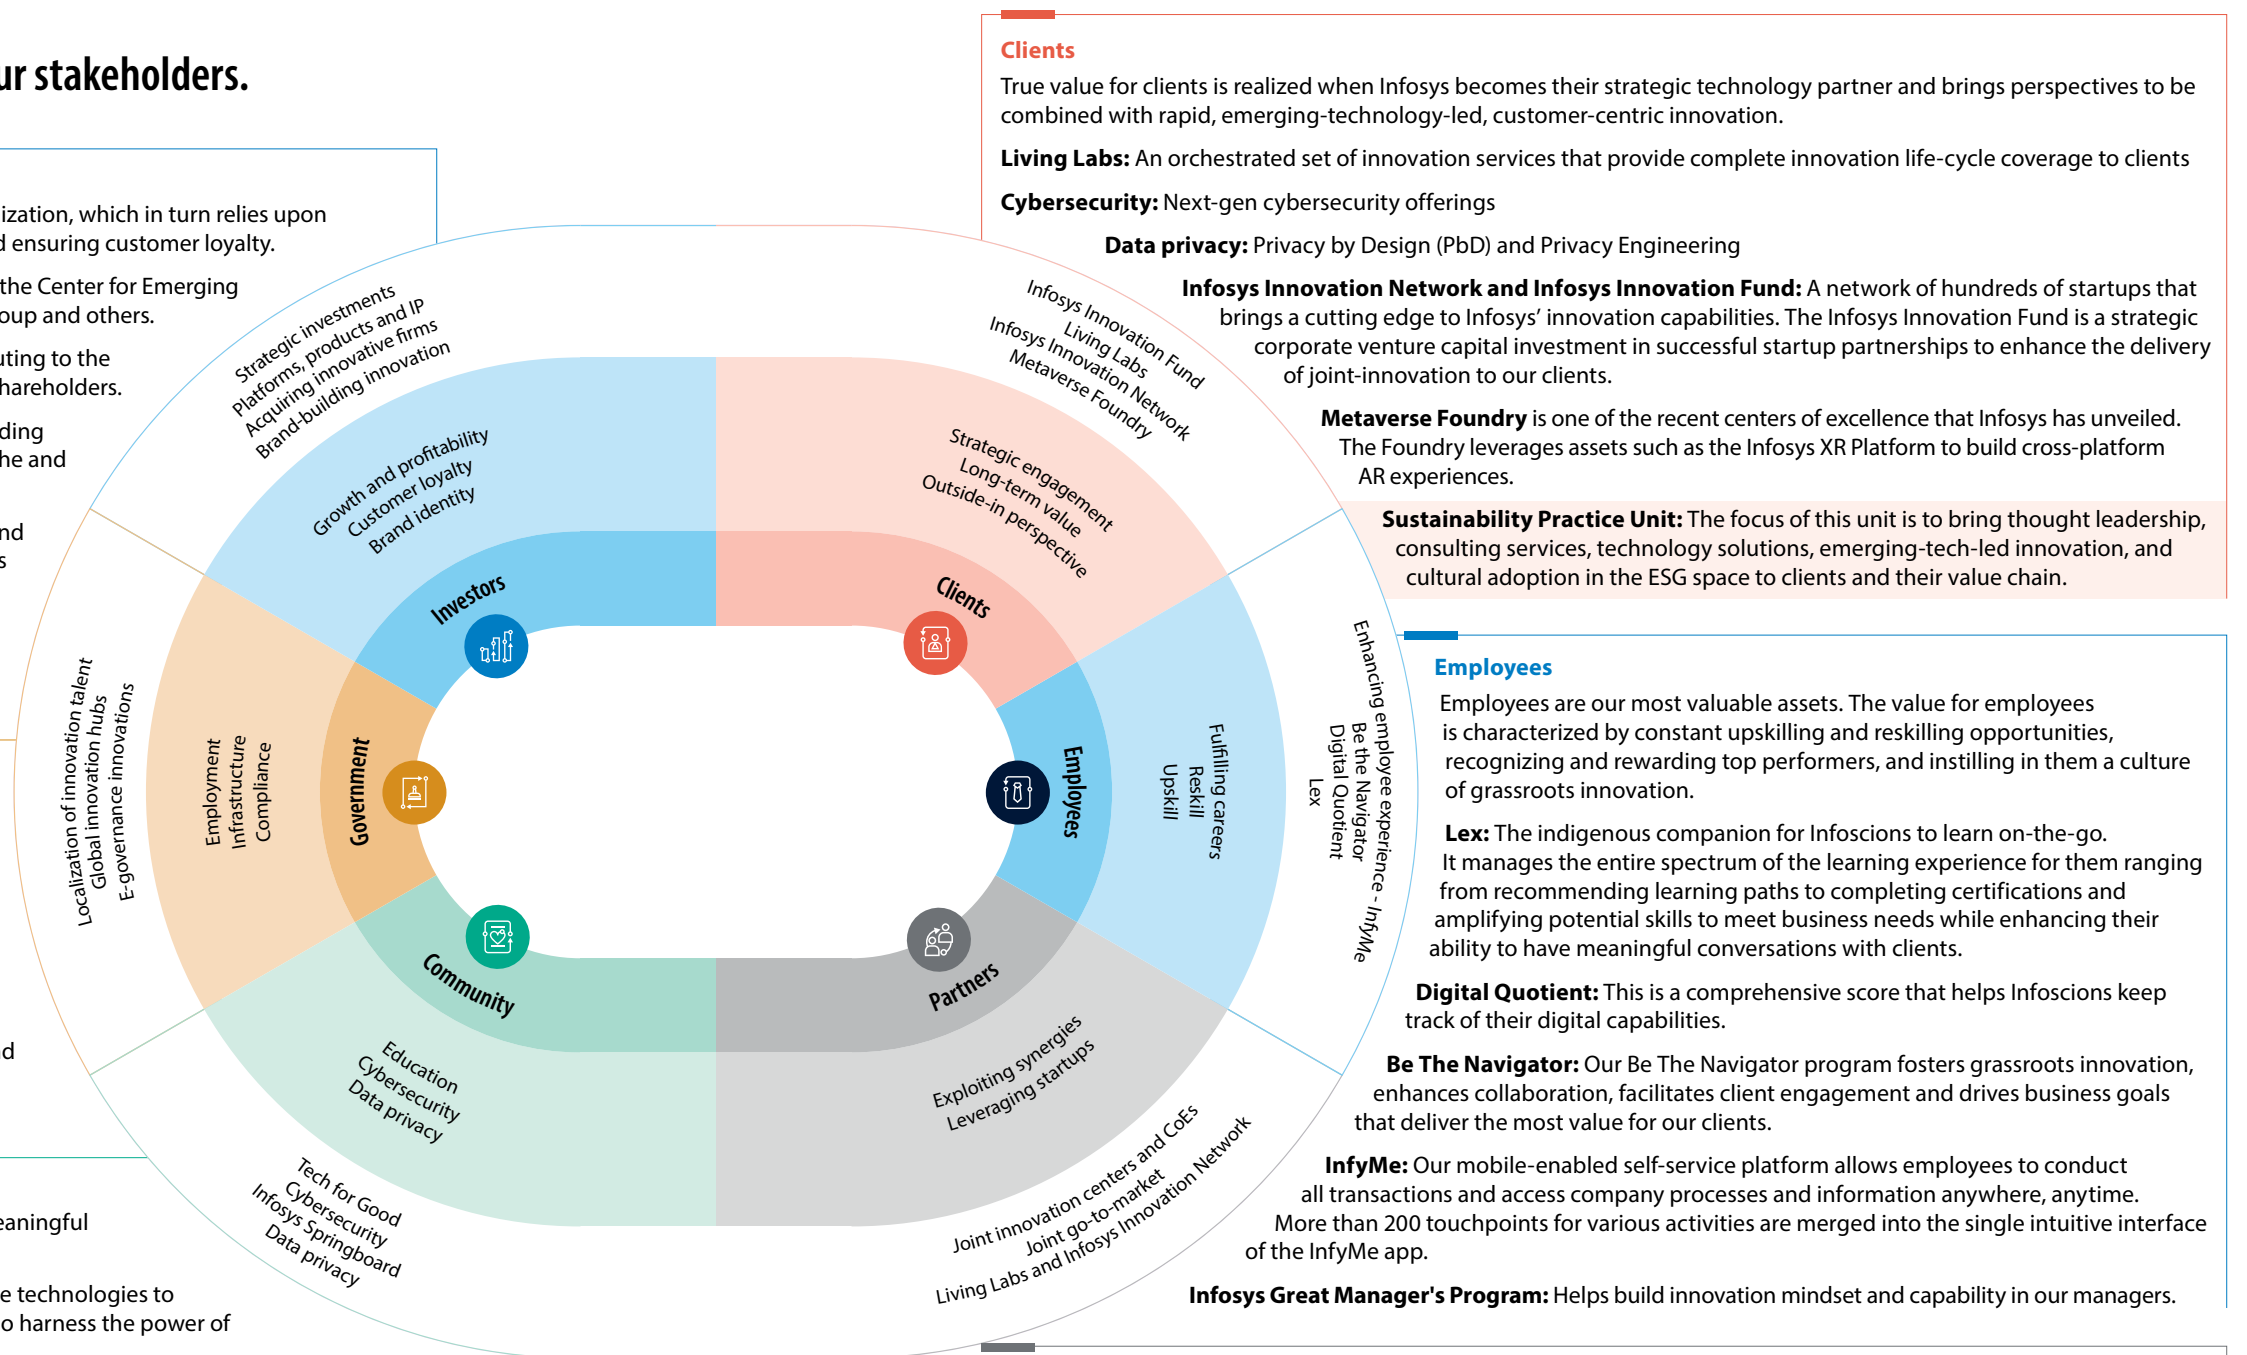 ur stakeholders.
ization, which in turn relies upon
d ensuring customer loyalty.
the Center for Emerging
oup and others.
uting to the
hareholders.
ding
he and
nd
s
d
eaningful
e technologies to
o harness the power of
Strategic investments
Platforms, products and IP
Acquiring innovative firms
Brand-building innovation
Growth and profitability
Customer loyalty
Brand identity
Investors
Infosys Innovation Fund
Living Labs
Infosys Innovation Network
Metaverse Foundry
Strategic engagement
Long-term value
Outside-in perspective
Clients
Localization of innovation talent
Global innovation hubs
E-governance innovations
Employment
Infrastructure
Compliance
Government
Employees
Fulfilling careers
Reskill
Upskill
Enhancing employee experience - InfyMe
Be the Navigator
Digital Quotient
Lex
Community
Education
Cybersecurity
Data privacy
Tech for Good
Cybersecurity
Infosys Springboard
Data privacy
Partners
Exploiting synergies
Leveraging startups
Joint innovation centers and CoEs
Joint go-to-market
Living Labs and Infosys Innovation Network
Clients
True value for clients is realized when Infosys becomes their strategic technology partner and brings perspectives to be
combined with rapid, emerging-technology-led, customer-centric innovation.
Living Labs: An orchestrated set of innovation services that provide complete innovation life-cycle coverage to clients
Cybersecurity: Next-gen cybersecurity offerings
Data privacy: Privacy by Design (PbD) and Privacy Engineering
Infosys Innovation Network and Infosys Innovation Fund: A network of hundreds of startups that
brings a cutting edge to Infosys’ innovation capabilities. The Infosys Innovation Fund is a strategic
corporate venture capital investment in successful startup partnerships to enhance the delivery
of joint-innovation to our clients.
Metaverse Foundry is one of the recent centers of excellence that Infosys has unveiled.
The Foundry leverages assets such as the Infosys XR Platform to build cross-platform
AR experiences.
Sustainability Practice Unit: The focus of this unit is to bring thought leadership,
consulting services, technology solutions, emerging-tech-led innovation, and
cultural adoption in the ESG space to clients and their value chain.
Employees
Employees are our most valuable assets. The value for employees
is characterized by constant upskilling and reskilling opportunities,
recognizing and rewarding top performers, and instilling in them a culture
of grassroots innovation.
Lex: The indigenous companion for Infoscions to learn on-the-go.
It manages the entire spectrum of the learning experience for them ranging
from recommending learning paths to completing certifications and
amplifying potential skills to meet business needs while enhancing their
ability to have meaningful conversations with clients.
Digital Quotient: This is a comprehensive score that helps Infoscions keep
track of their digital capabilities.
Be The Navigator: Our Be The Navigator program fosters grassroots innovation,
enhances collaboration, facilitates client engagement and drives business goals
that deliver the most value for our clients.
InfyMe: Our mobile-enabled self-service platform allows employees to conduct
all transactions and access company processes and information anywhere, anytime.
More than 200 touchpoints for various activities are merged into the single intuitive interface
of the InfyMe app.
Infosys Great Manager's Program: Helps build innovation mindset and capability in our managers.